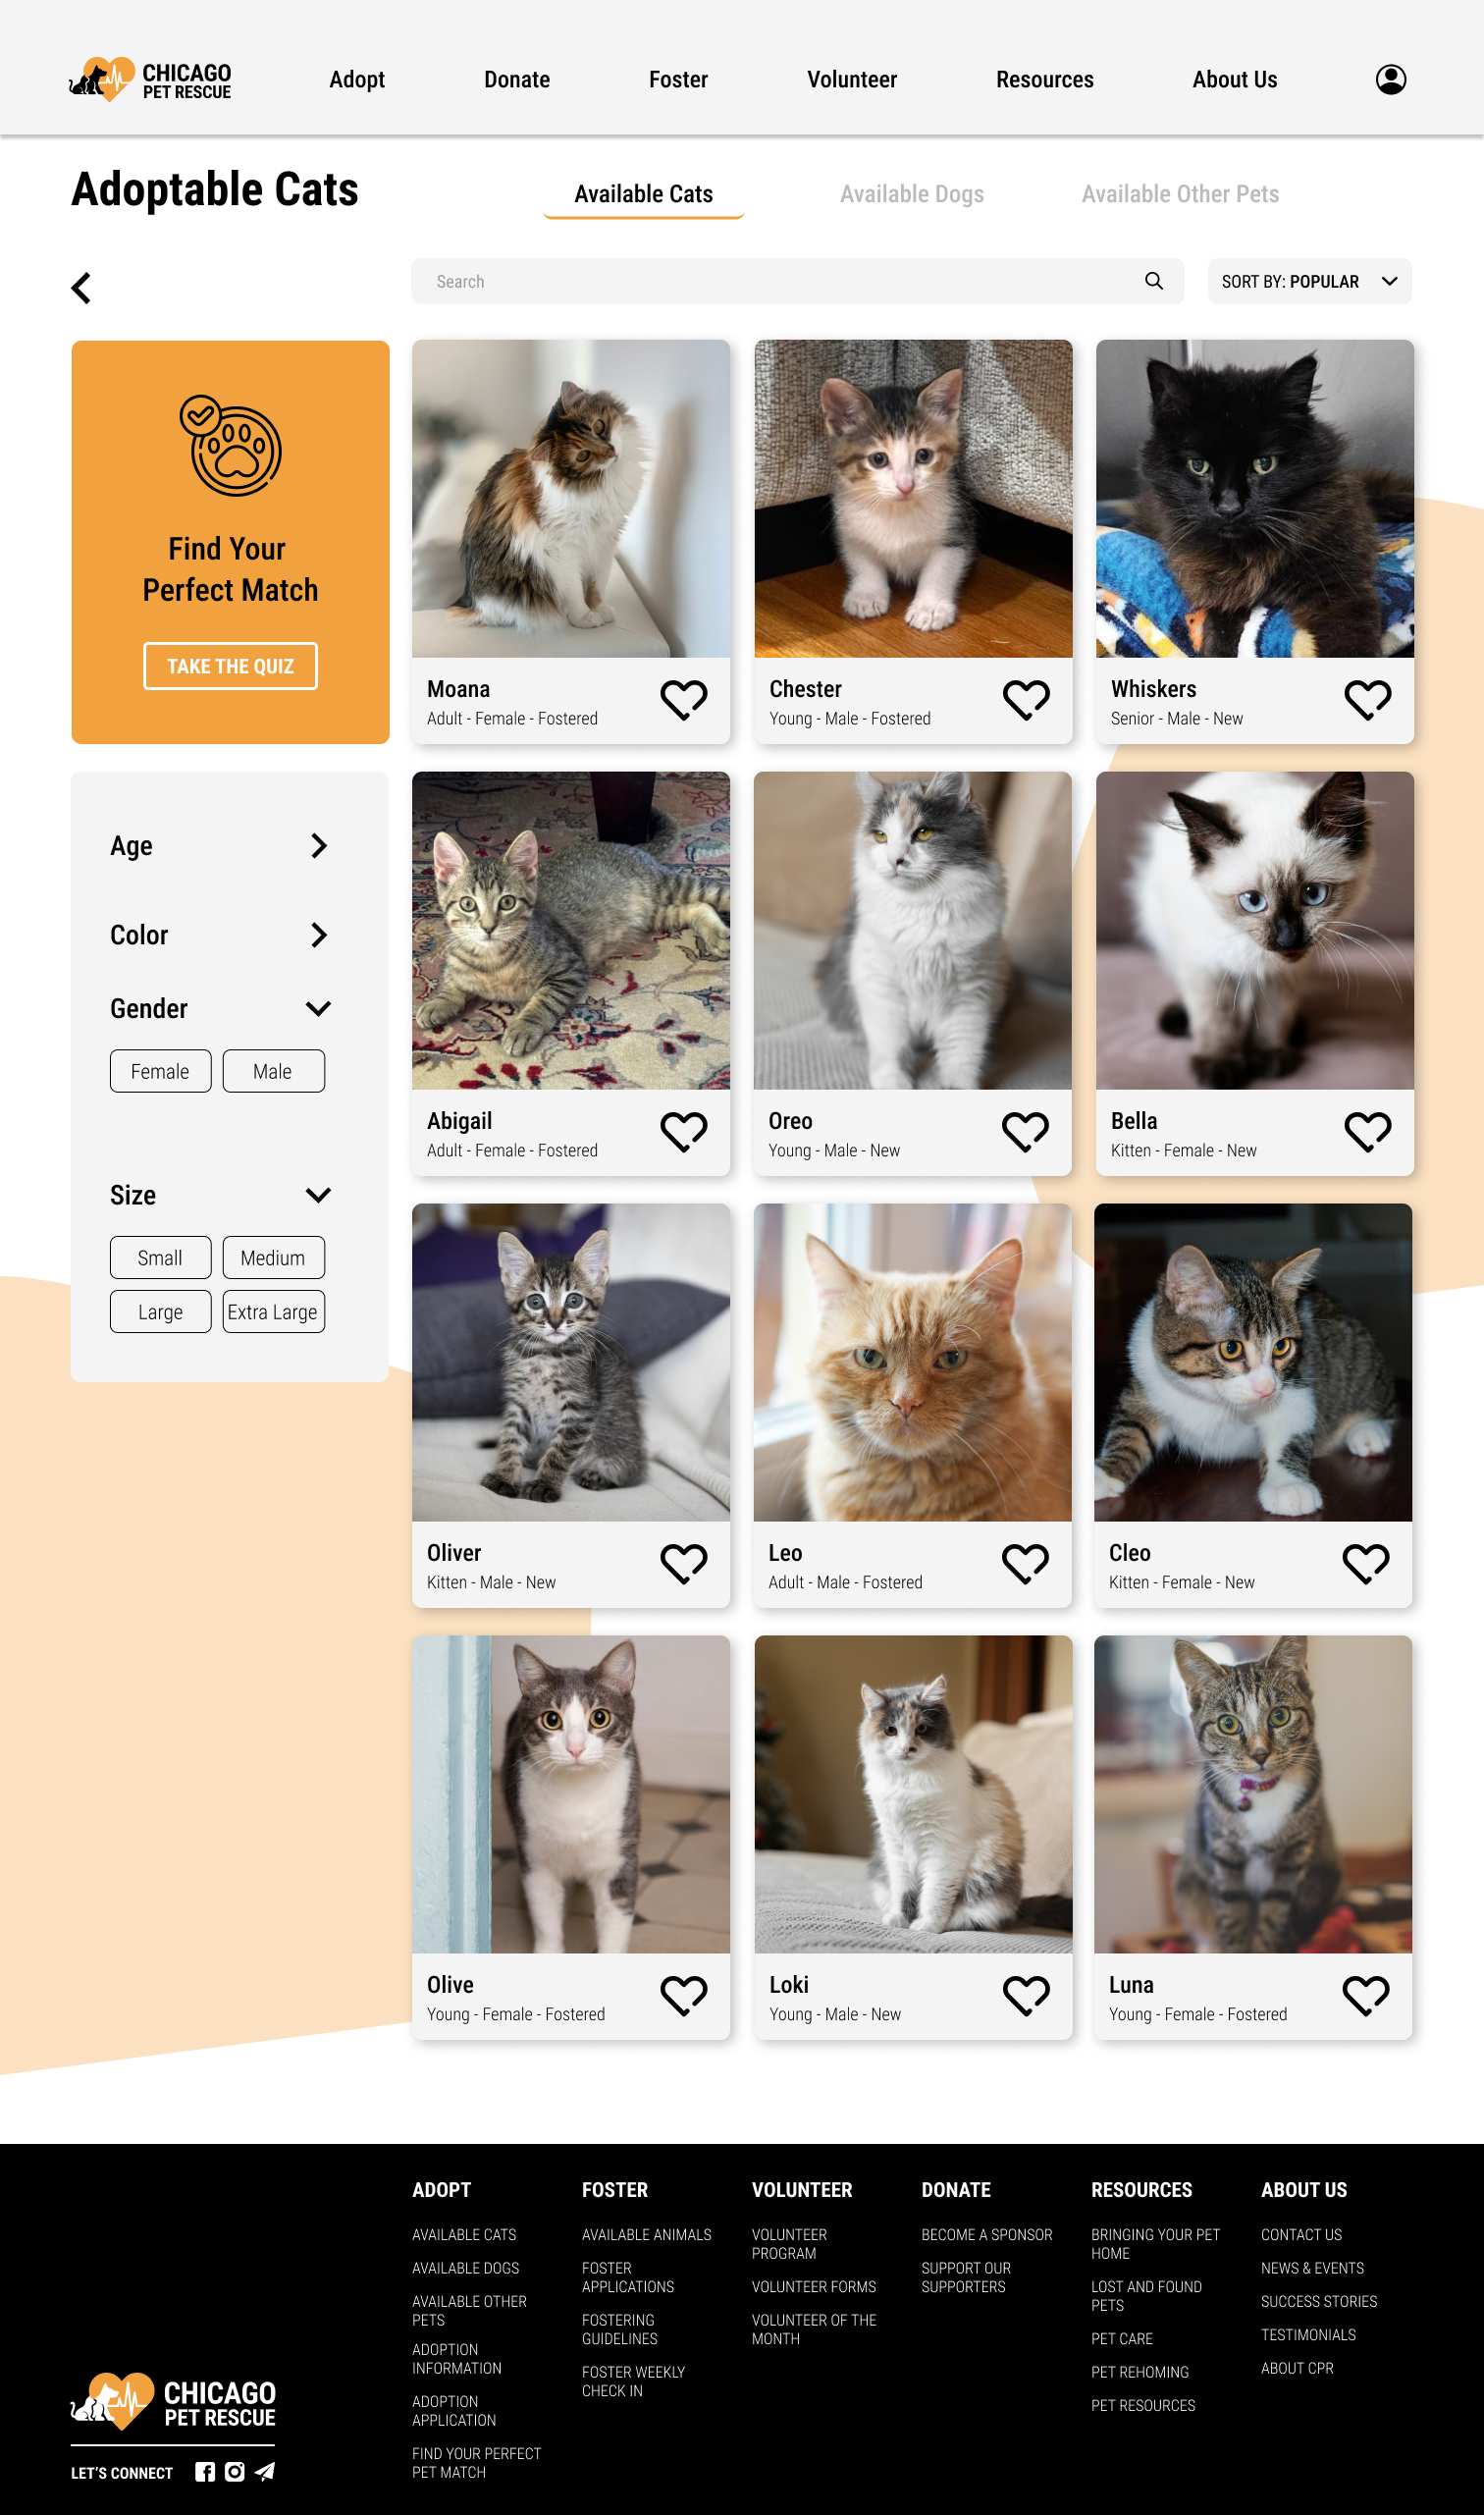 CHICAGO
PET RESCUE
Adopt
Donate
Foster
Volunteer
Resources
About Us
Adoptable Cats
Available Cats
Available Dogs
Available Other Pets
Search
SORT BY: POPULAR
Find Your
Perfect Match
TAKE THE QUIZ
Moana
Adult - Female - Fostered
Chester
Young - Male - Fostered
Whiskers
Senior - Male - New
Age
Color
Gender
Female
Male
Size
Small
Medium
Large
Extra Large
Abigail
Adult - Female - Fostered
Oreo
Young - Male - New
Bella
Kitten - Female - New
Oliver
Kitten - Male - New
Leo
Adult - Male - Fostered
Cleo
Kitten - Female - New
Olive
Young - Female - Fostered
Loki
Young - Male - New
Luna
Young - Female - Fostered
CHICAGO
PET RESCUE
LET'S CONNECT
ADOPT
AVAILABLE CATS
AVAILABLE DOGS
AVAILABLE OTHER
PETS
ADOPTION
INFORMATION
ADOPTION
APPLICATION
FIND YOUR PERFECT
PET MATCH
FOSTER
AVAILABLE ANIMALS
FOSTER
APPLICATIONS
FOSTERING
GUIDELINES
FOSTER WEEKLY
CHECK IN
VOLUNTEER
VOLUNTEER
PROGRAM
VOLUNTEER FORMS
VOLUNTEER OF THE
MONTH
DONATE
BECOME A SPONSOR
SUPPORT OUR
SUPPORTERS
RESOURCES
BRINGING YOUR PET
HOME
LOST AND FOUND
PETS
PET CARE
PET REHOMING
PET RESOURCES
ABOUT US
CONTACT US
NEWS & EVENTS
SUCCESS STORIES
TESTIMONIALS
ABOUT CPR